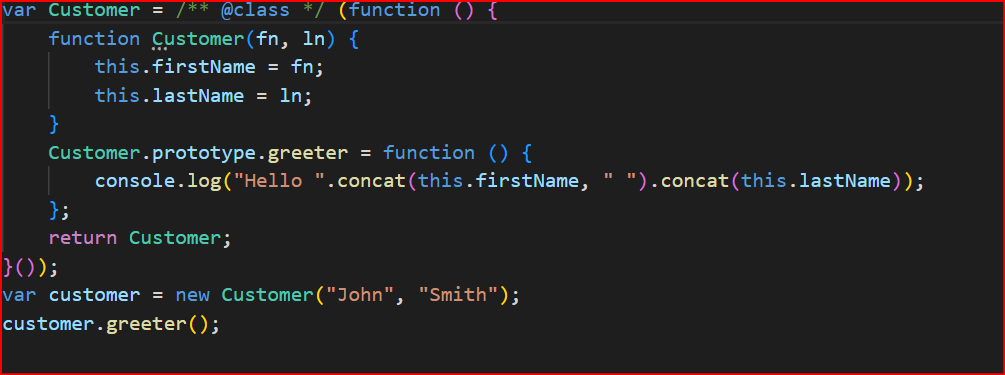 var Customer = /** @class */ (function () {
    function Customer(fn, ln) {
        this.firstName = fn;
        this.lastName = ln;
    }
    Customer.prototype.greeter = function () {
        console.log("Hello ".concat(this.firstName, " ").concat(this.lastName));
    };
    return Customer;
}());
var customer = new Customer("John", "Smith");
customer.greeter();